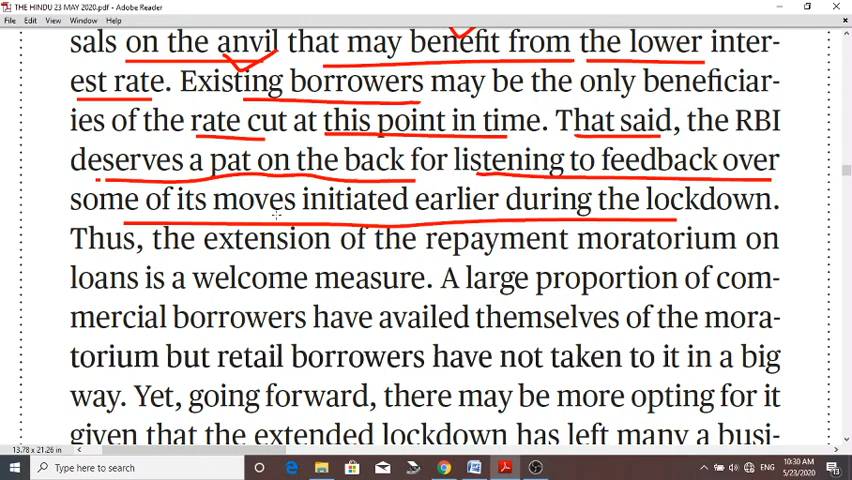 THE HINDU 23 MAY 2020.pdf - Adobe Reader
File Edit View Window Help
sals on the anvil that may benefit from the lower inter-
est rate. Existing borrowers may be the only beneficiar-
ies of the rate cut at this point in time. That said, the RBI
deserves a pat on the back for listening to feedback over
some of its moves initiated earlier during the lockdown.
Thus, the extension of the repayment moratorium on
loans is a welcome measure. A large proportion of com-
mercial borrowers have availed themselves of the mora-
torium but retail borrowers have not taken to it in a big
way. Yet, going forward, there may be more opting for it
given that the extended lockdown has left many a busi-
13.78 x 21.26 in
Type here to search
ENG
10:30 AM
5/23/2020
13